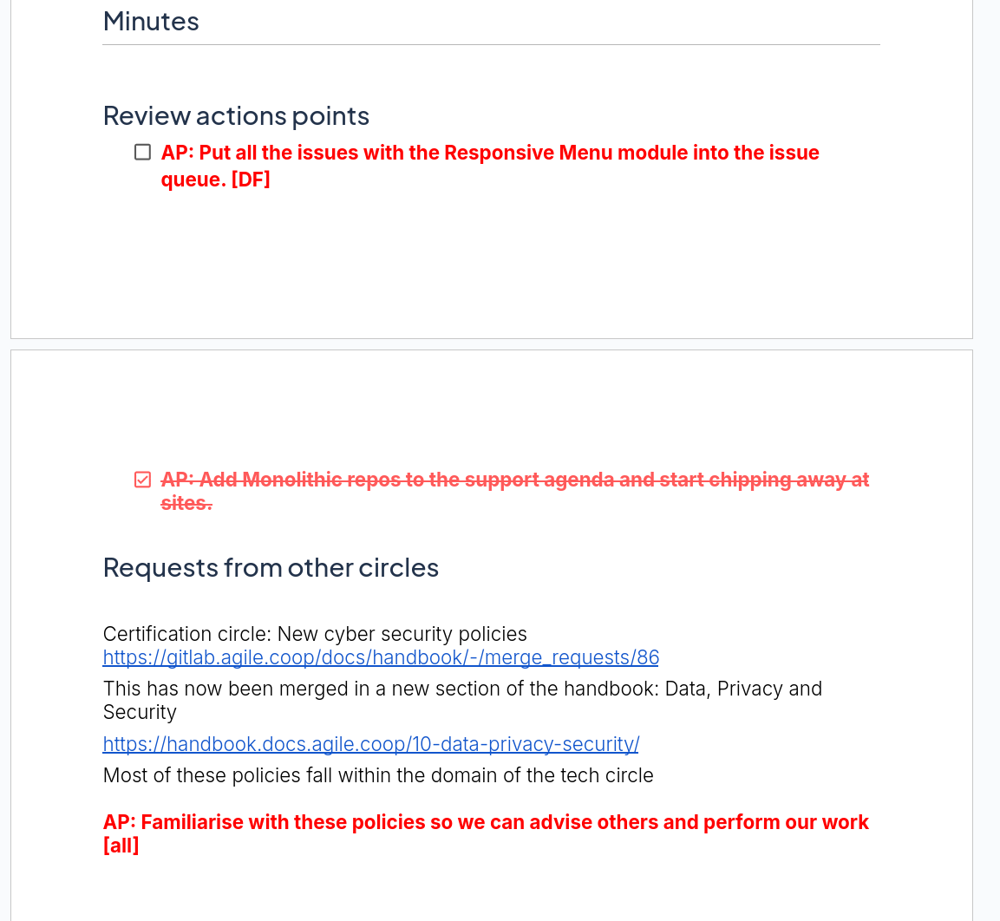 Minutes
Review actions points
AP: Put all the issues with the Responsive Menu module into the issue
queue. [DF]
AP: Add Monolithic repos to the support agenda and start chipping away at
sites.
Requests from other circles
Certification circle: New cyber security policies
https://gitlab.agile.coop/docs/handbook/-/merge_requests/86
This has now been merged in a new section of the handbook: Data, Privacy and
Security
https://handbook.docs.agile.coop/10-data-privacy-security/
Most of these policies fall within the domain of the tech circle
AP: Familiarise with these policies so we can advise others and perform our work
[all]